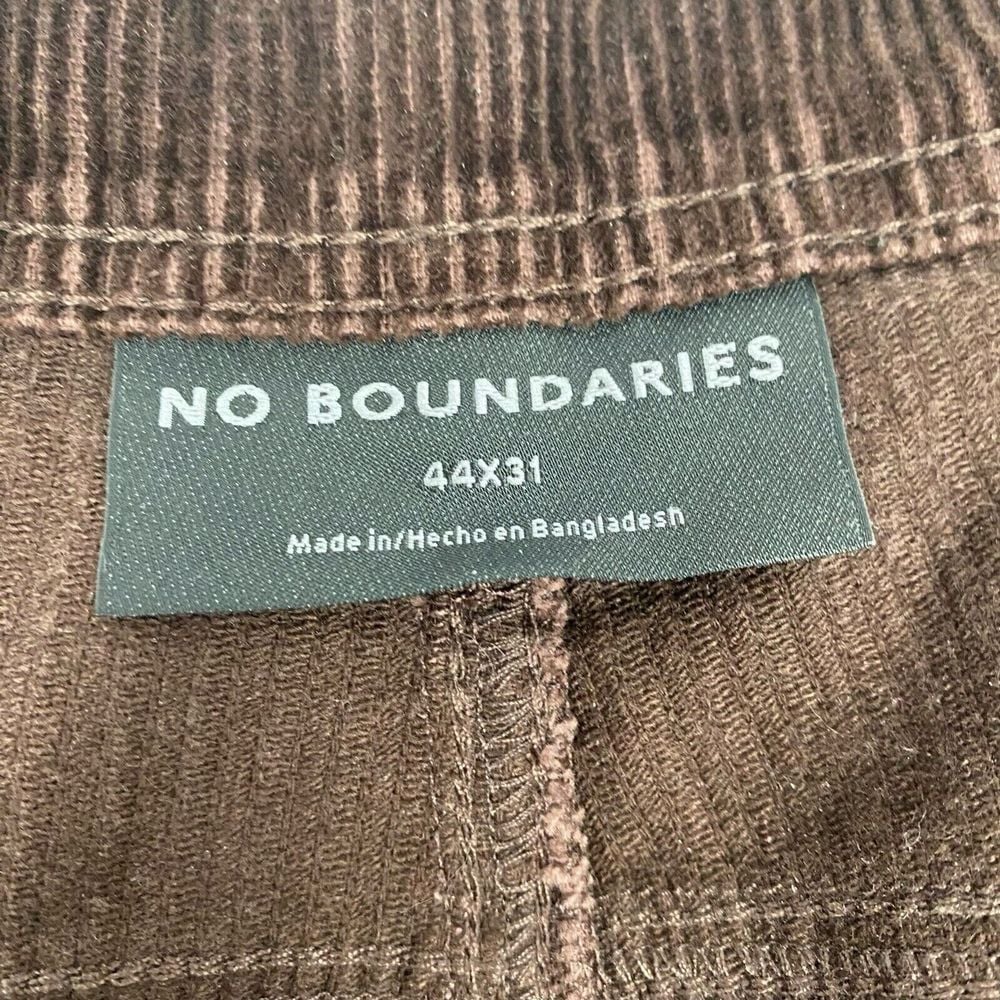 NO BOUNDARIES
44X31
Made in/Hecho en Bangladesh